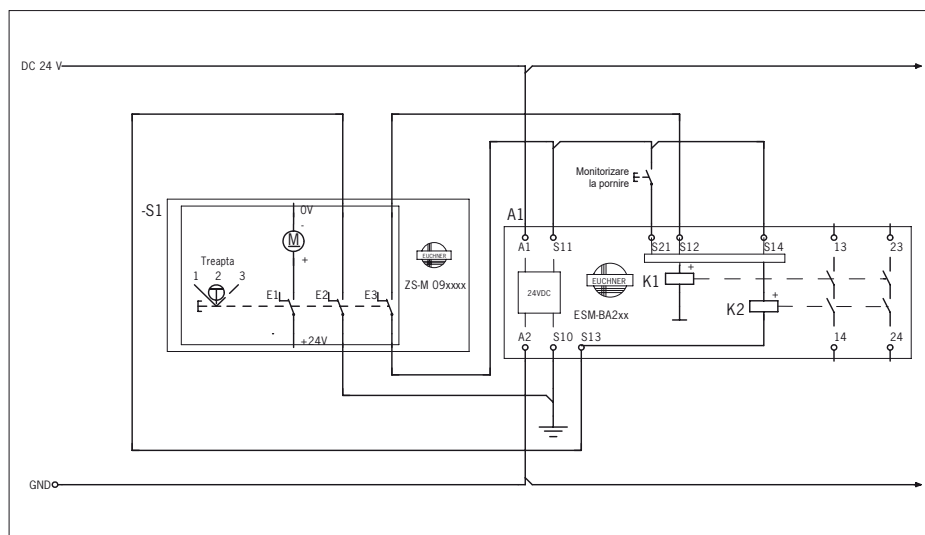 DC 24 V
-S1
0V
-
M
+
EUCHNER
ZS-M 09xxxx
Treapta
1 2 3
E1 E2 E3
+24V
Monitorizare
la pornire
A1
A1 S11 S21 S12 S14 13 23
24VDC
EUCHNER
ESM-BA2xx
K1
+
K2
+
A2 S10 S13 14 24
GND